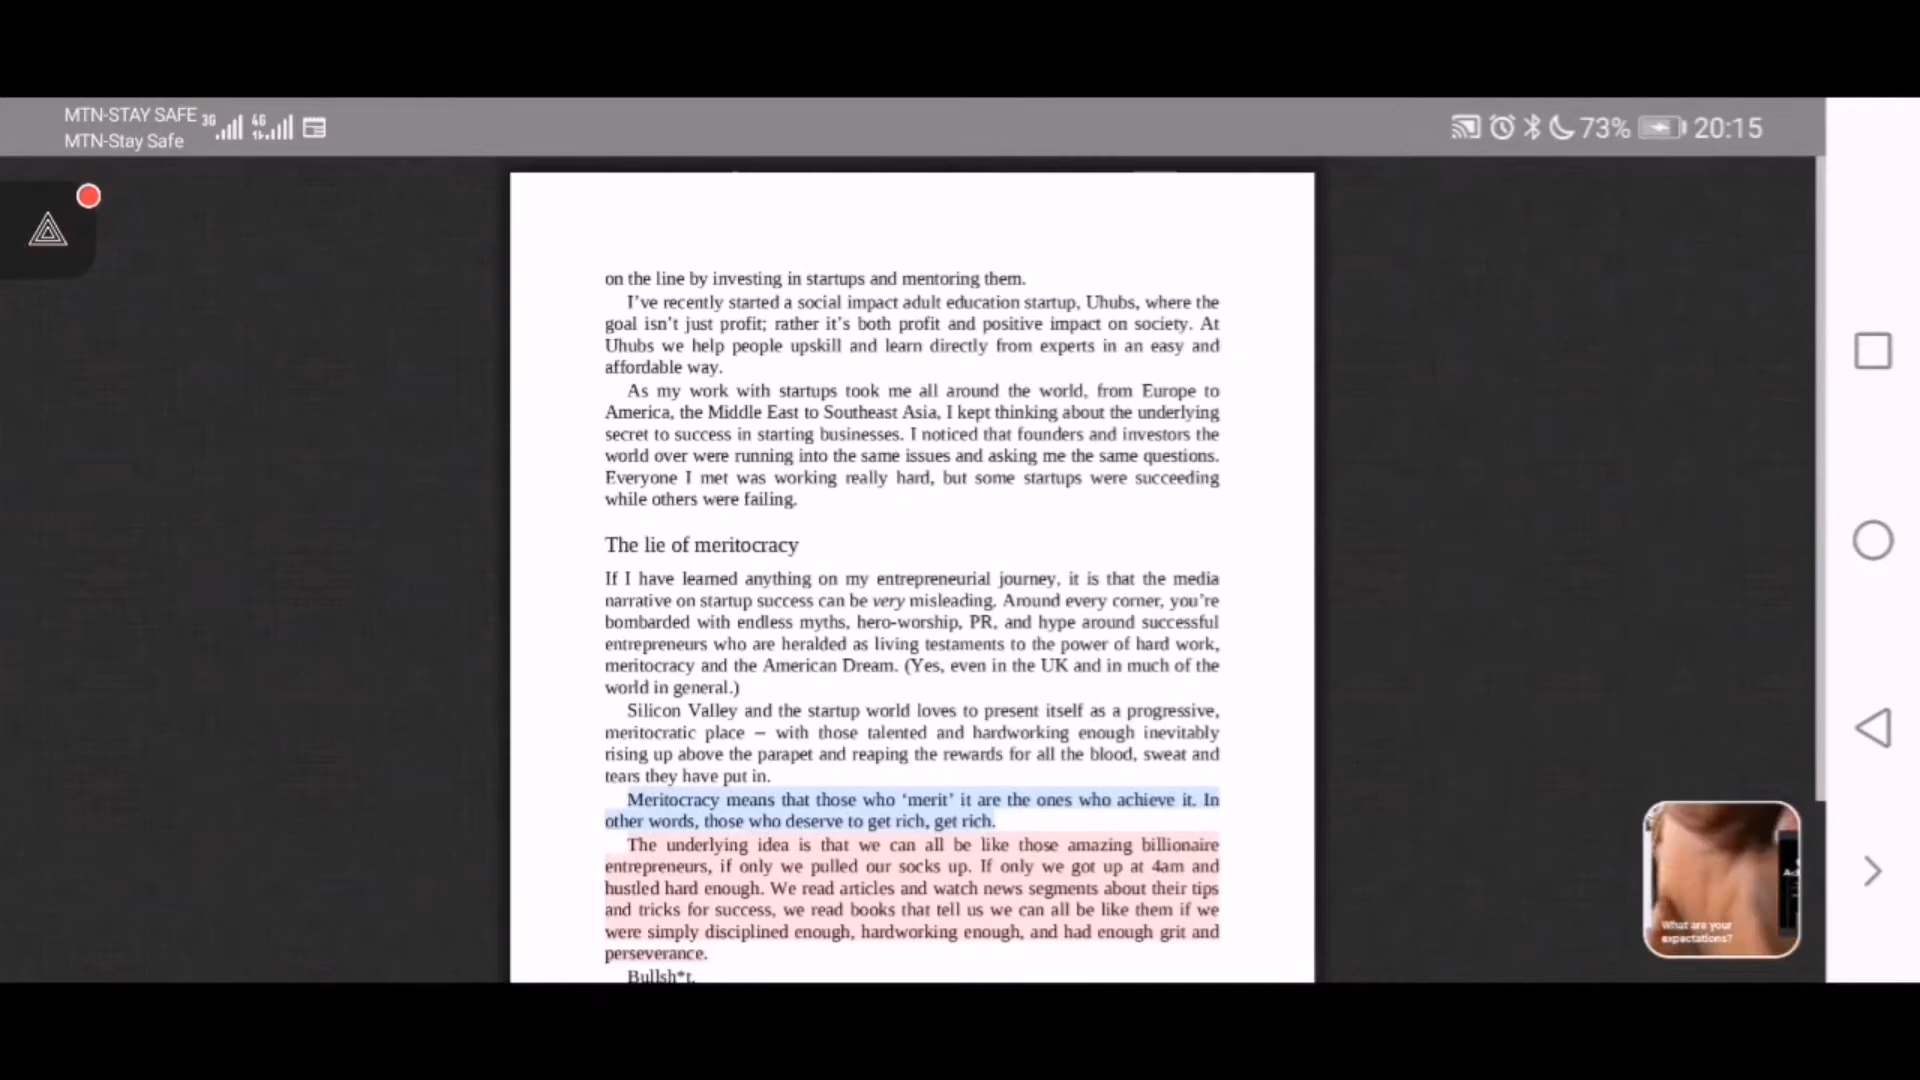 MTN-STAY SAFE 3G 4G
MTN-Stay Safe
73% 20:15
on the line by investing in startups and mentoring them.
I've recently started a social impact adult education startup, Uhubs, where the
goal isn't just profit; rather it's both profit and positive impact on society. At
Uhubs we help people upskill and learn directly from experts in an easy and
affordable way.
As my work with startups took me all around the world, from Europe to
America, the Middle East to Southeast Asia, I kept thinking about the underlying
secret to success in starting businesses. I noticed that founders and investors the
world over were running into the same issues and asking me the same questions.
Everyone I met was working really hard, but some startups were succeeding
while others were failing.
The lie of meritocracy
If I have learned anything on my entrepreneurial journey, it is that the media
narrative on startup success can be very misleading. Around every corner, you're
bombarded with endless myths, hero-worship, PR, and hype around successful
entrepreneurs who are heralded as living testaments to the power of hard work,
meritocracy and the American Dream. (Yes, even in the UK and in much of the
world in general.)
Silicon Valley and the startup world loves to present itself as a progressive,
meritocratic place – with those talented and hardworking enough inevitably
rising up above the parapet and reaping the rewards for all the blood, sweat and
tears they have put in.
Meritocracy means that those who 'merit' it are the ones who achieve it. In
other words, those who deserve to get rich, get rich.
The underlying idea is that we can all be like those amazing billionaire
entrepreneurs, if only we pulled our socks up. If only we got up at 4am and
hustled hard enough. We read articles and watch news segments about their tips
and tricks for success, we read books that tell us we can all be like them if we
were simply disciplined enough, hardworking enough, and had enough grit and
perseverance.
Bullsh*t.
What are your
expectations?